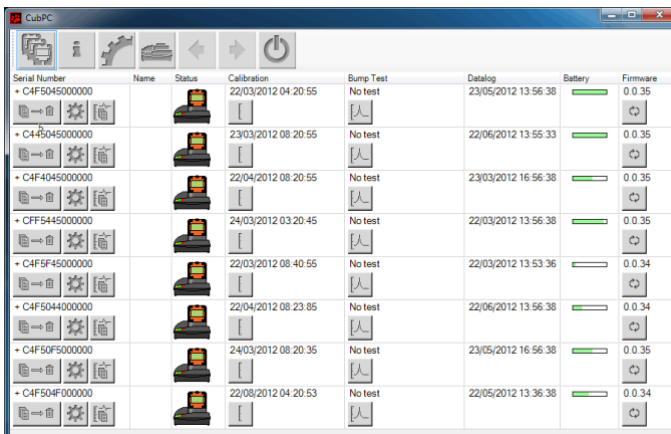 CubPC
Serial Number Name Status Calibration Bump Test Datalog Battery Firmware
+ C4F5045000000 22/03/2012 04:20:55 No test 23/05/2012 13:56:38 0.0.35
+ C446045000000 23/03/2012 08:20:55 No test 22/06/2012 13:55:33 0.0.35
+ C4F4045000000 22/04/2012 08:20:55 No test 23/03/2012 16:56:38 0.0.35
+ CFF5445000000 24/03/2012 03:20:45 No test 22/03/2012 13:56:38 0.0.35
+ C4F5F45000000 22/03/2012 08:40:55 No test 22/03/2012 13:53:36 0.0.34
+ C4F5044000000 22/04/2012 08:23:85 No test 22/06/2012 13:56:38 0.0.34
+ C4F50F5000000 24/03/2012 08:20:35 No test 23/05/2012 16:56:38 0.0.35
+ C4F504F000000 22/08/2012 04:20:53 No test 22/05/2012 13:36:38 0.0.34